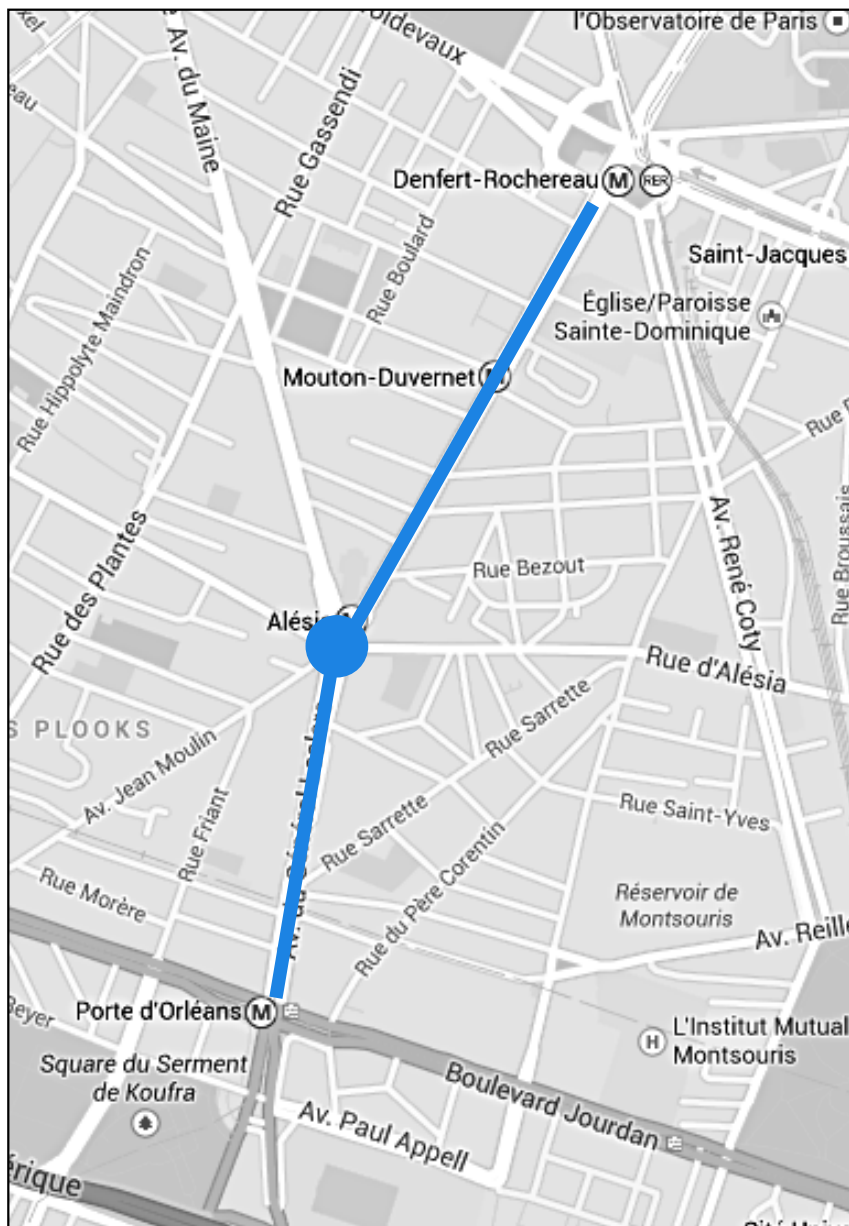 l'Observatoire de Paris
Av. du Maine
Rue Gassendi
Denfert-Rochereau M RER
Saint-Jacques
Rue Boulard
Église/Paroisse
Sainte-Dominique
Rue Hippolyte Maindron
Mouton-Duvernet
Rue des Plantes
Av. René Coty
Rue Broussais
Rue Bezout
Rue d'Alésia
S PLOOKS
Rue Sarrette
Av. Jean Moulin
Rue Friant
Rue Sarrette
Rue Saint-Yves
Rue du Père Corentin
Rue Morère
Réservoir de
Montsouris
Av. Reille
Porte d'Orléans M
H L'Institut Mutual
Montsouris
Square du Serment
de Koufra
Boulevard Jourdan
Av. Paul Appell